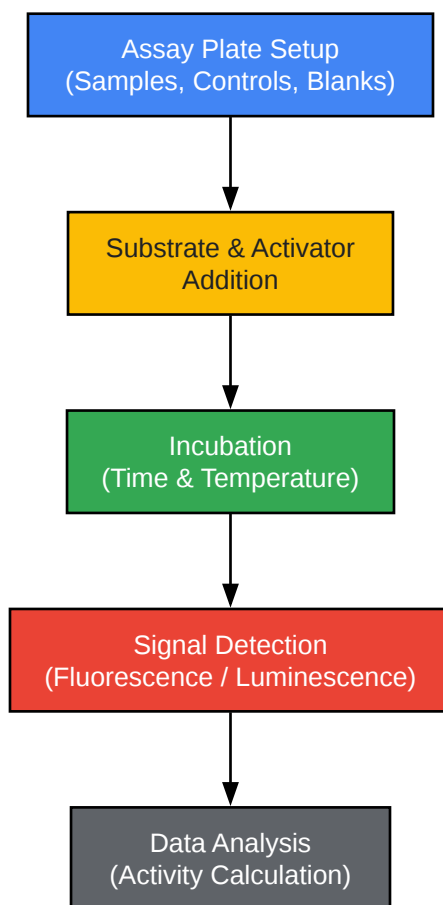 Assay Plate Setup
(Samples, Controls, Blanks)
Substrate & Activator
Addition
Incubation
(Time & Temperature)
Signal Detection
(Fluorescence / Luminescence)
Data Analysis
(Activity Calculation)